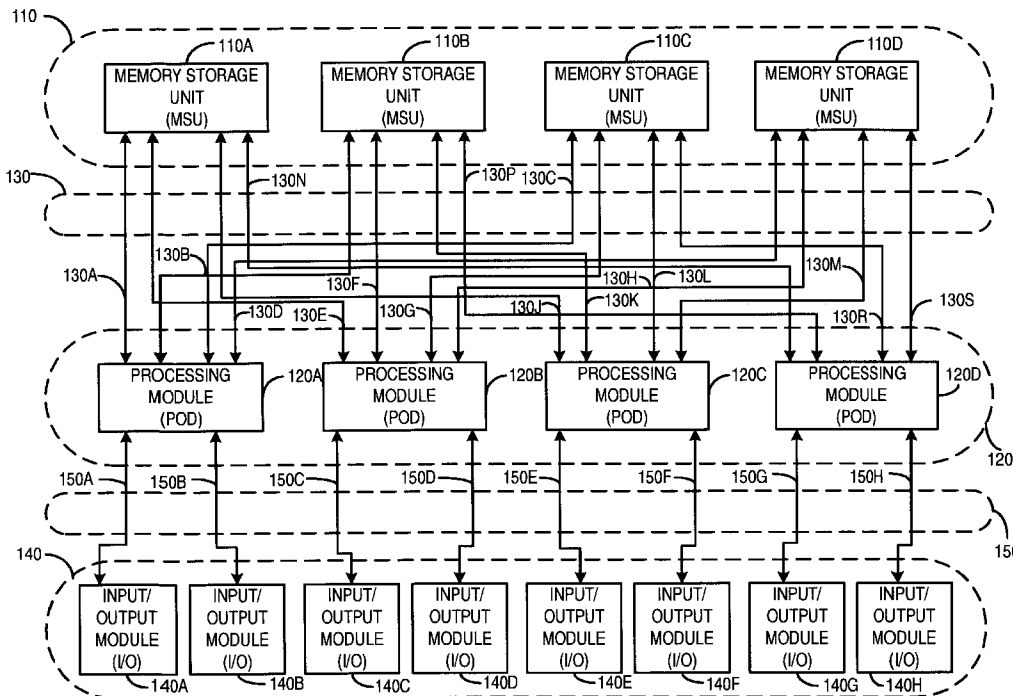 110
110A
110B
110C
110D
MEMORY STORAGE
UNIT
(MSU)
MEMORY STORAGE
UNIT
(MSU)
MEMORY STORAGE
UNIT
(MSU)
MEMORY STORAGE
UNIT
(MSU)
130
130N
130P
130C
130A
130B
130D
130E
130F
130G
130H
130L
130J
130K
130M
130R
130S
PROCESSING
MODULE
(POD)
120A
PROCESSING
MODULE
(POD)
120B
PROCESSING
MODULE
(POD)
120C
PROCESSING
MODULE
(POD)
120D
120
150A
150B
150C
150D
150E
150F
150G
150H
150
140
INPUT/
OUTPUT
MODULE
(I/O)
INPUT/
OUTPUT
MODULE
(I/O)
INPUT/
OUTPUT
MODULE
(I/O)
INPUT/
OUTPUT
MODULE
(I/O)
INPUT/
OUTPUT
MODULE
(I/O)
INPUT/
OUTPUT
MODULE
(I/O)
INPUT/
OUTPUT
MODULE
(I/O)
INPUT/
OUTPUT
MODULE
(I/O)
140A
140B
140C
140D
140E
140F
140G
140H